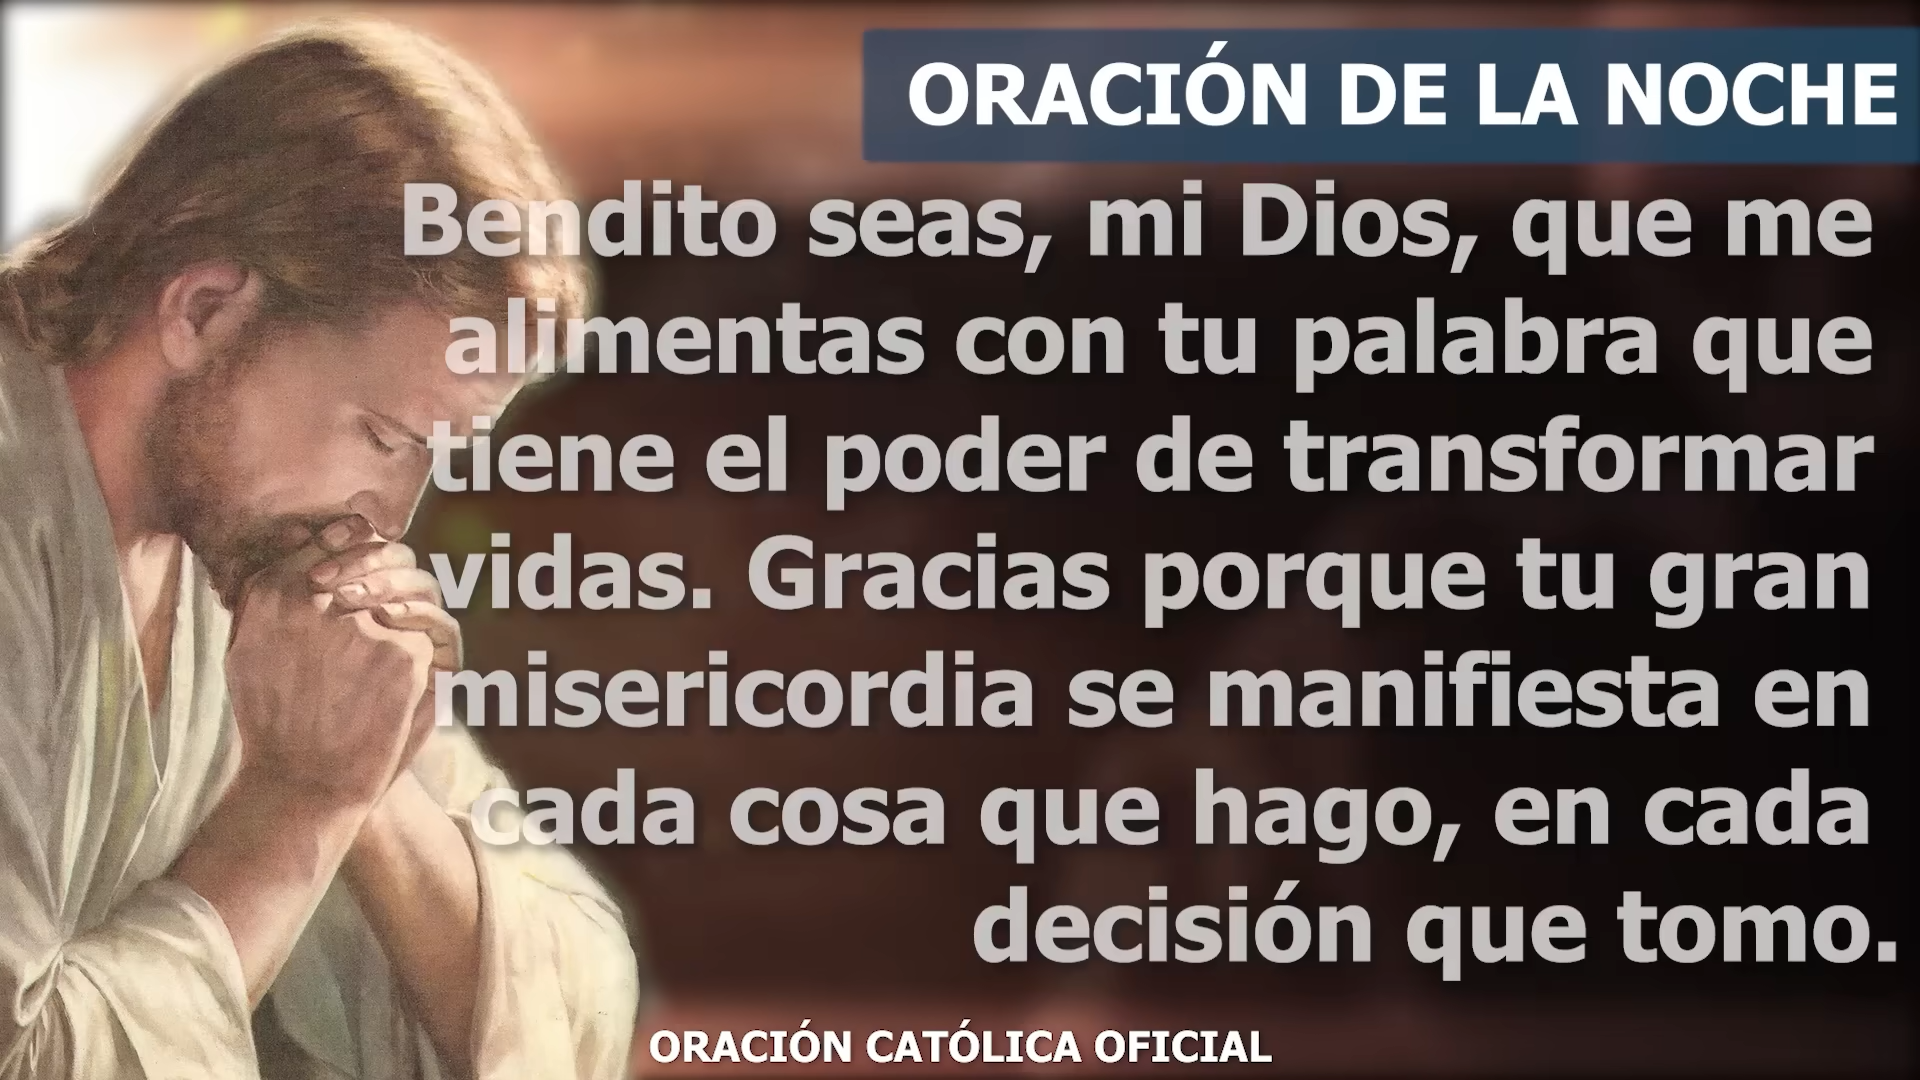 ORACIÓN DE LA NOCHE
Bendito seas, mi Dios, que me
alimentas con tu palabra que
tiene el poder de transformar
vidas. Gracias porque tu gran
misericordia se manifiesta en
cada cosa que hago, en cada
decisión que tomo.
ORACIÓN CATÓLICA OFICIAL